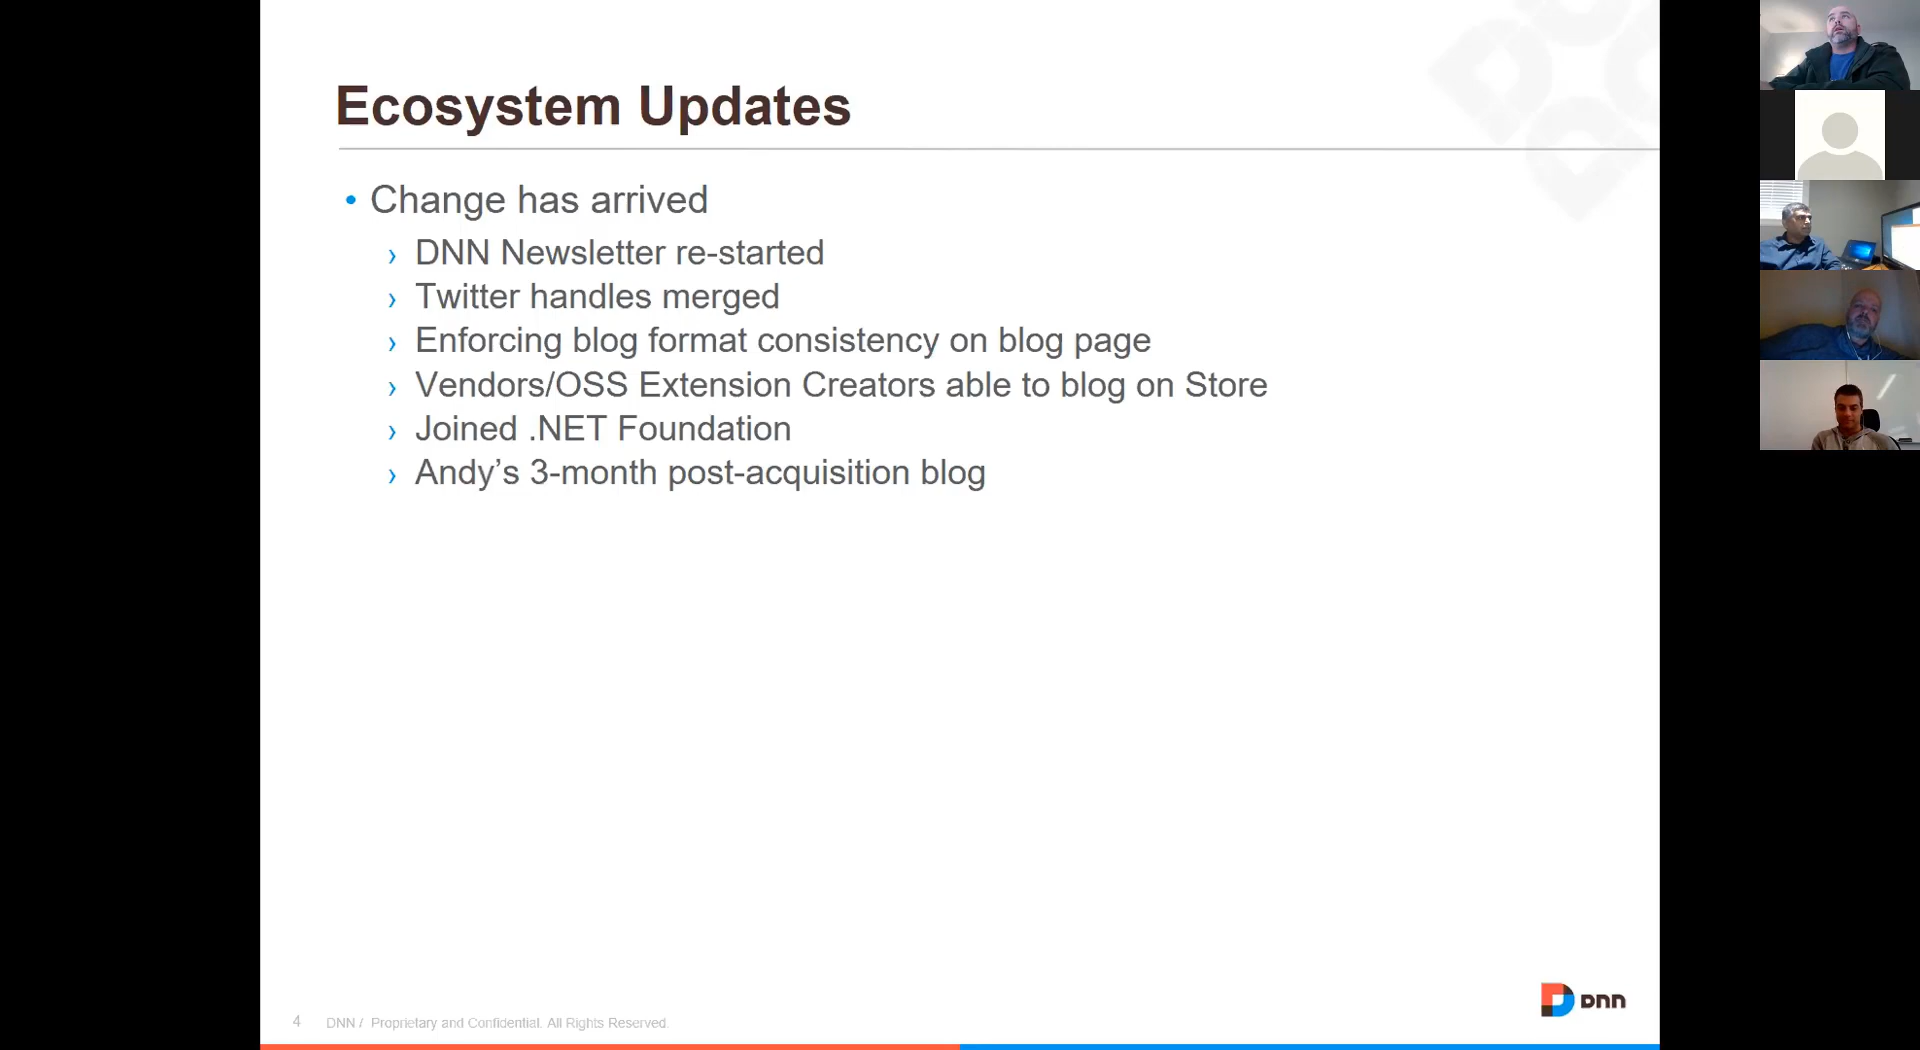 Ecosystem Updates
• Change has arrived
› DNN Newsletter re-started
› Twitter handles merged
› Enforcing blog format consistency on blog page
› Vendors/OSS Extension Creators able to blog on Store
› Joined .NET Foundation
› Andy’s 3-month post-acquisition blog
DNN
4 DNN / Proprietary and Confidential. All Rights Reserved.